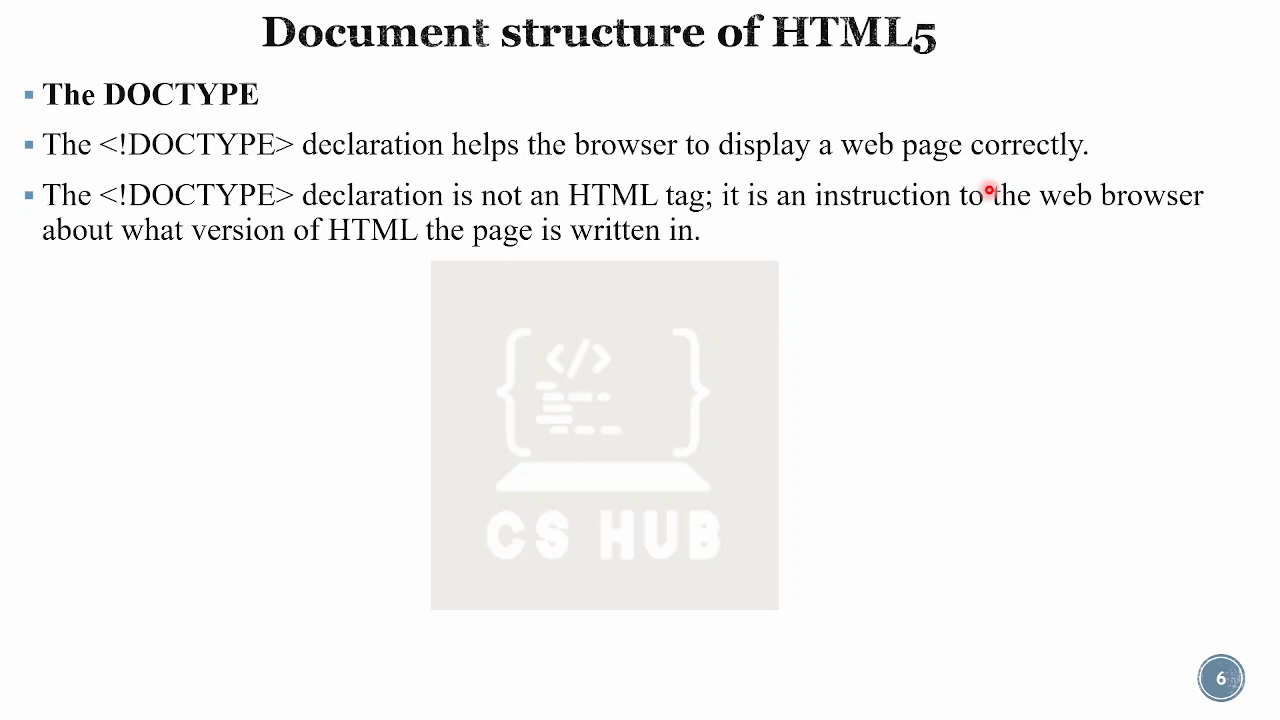 Document structure of HTML5
The DOCTYPE
The <!DOCTYPE> declaration helps the browser to display a web page correctly.
The <!DOCTYPE> declaration is not an HTML tag; it is an instruction to the web browser
about what version of HTML the page is written in.
</>
CS HUB
6